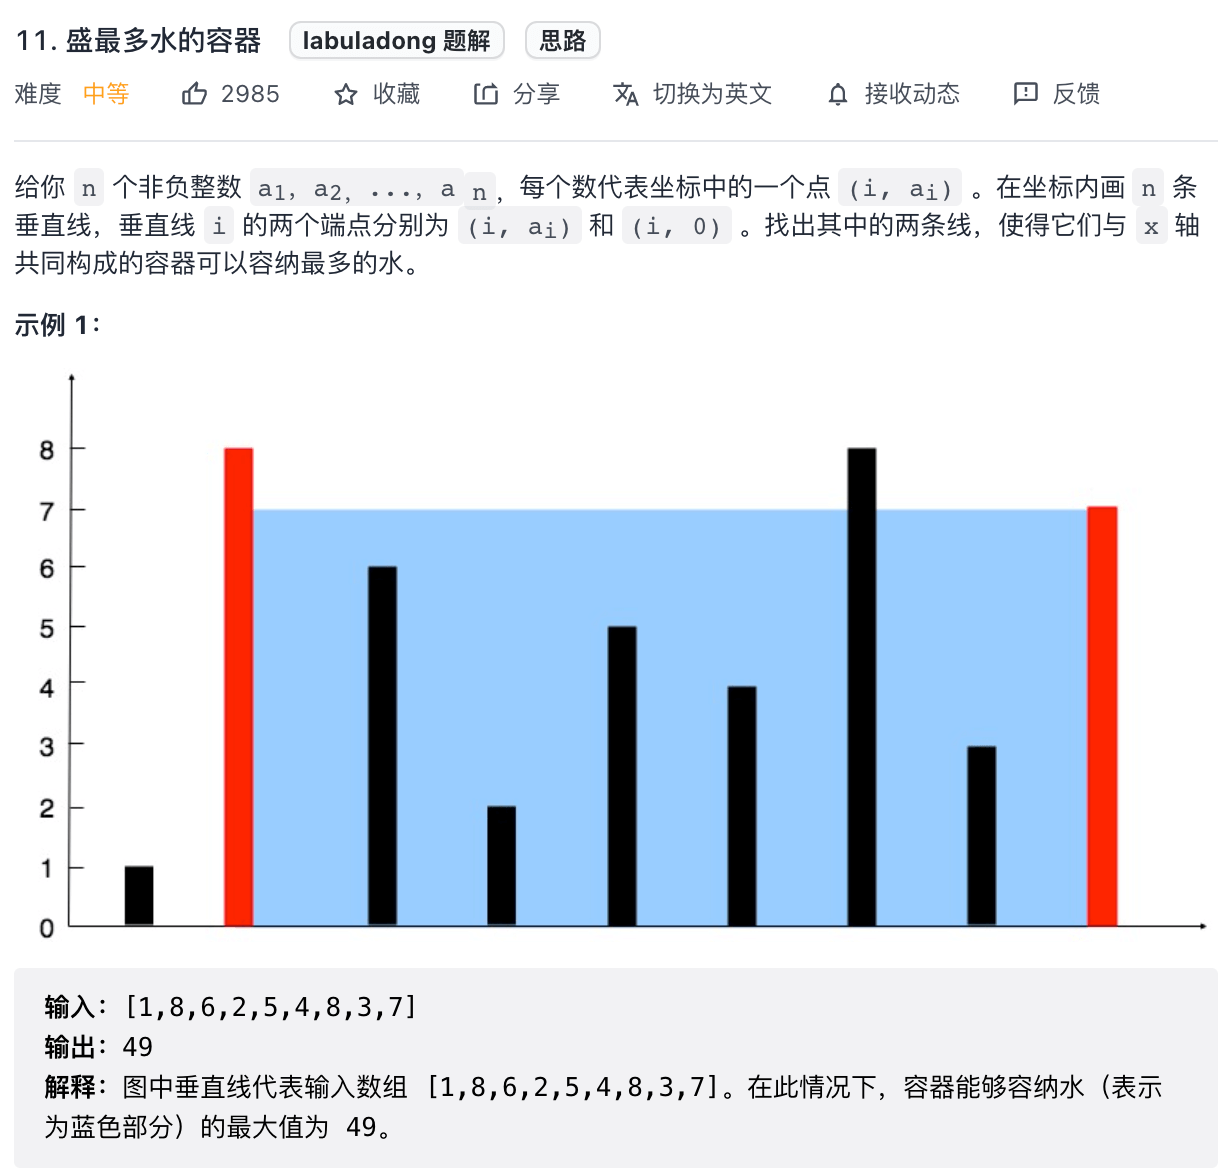 11. 盛最多水的容器 labuladong 题解 思路
难度 中等 2985 收藏 分享 切换为英文 接收动态 反馈
给你 n 个非负整数 a1, a2, ..., a n, 每个数代表坐标中的一个点 (i, ai) 。在坐标内画 n 条
垂直线，垂直线 i 的两个端点分别为 (i, ai) 和 (i, 0) 。找出其中的两条线，使得它们与 x 轴
共同构成的容器可以容纳最多的水。
示例 1：
8
7
6
5
4
3
2
1
0
输入：[1,8,6,2,5,4,8,3,7]
输出：49
解释：图中垂直线代表输入数组 [1,8,6,2,5,4,8,3,7]。在此情况下，容器能够容纳水（表示
为蓝色部分）的最大值为 49。